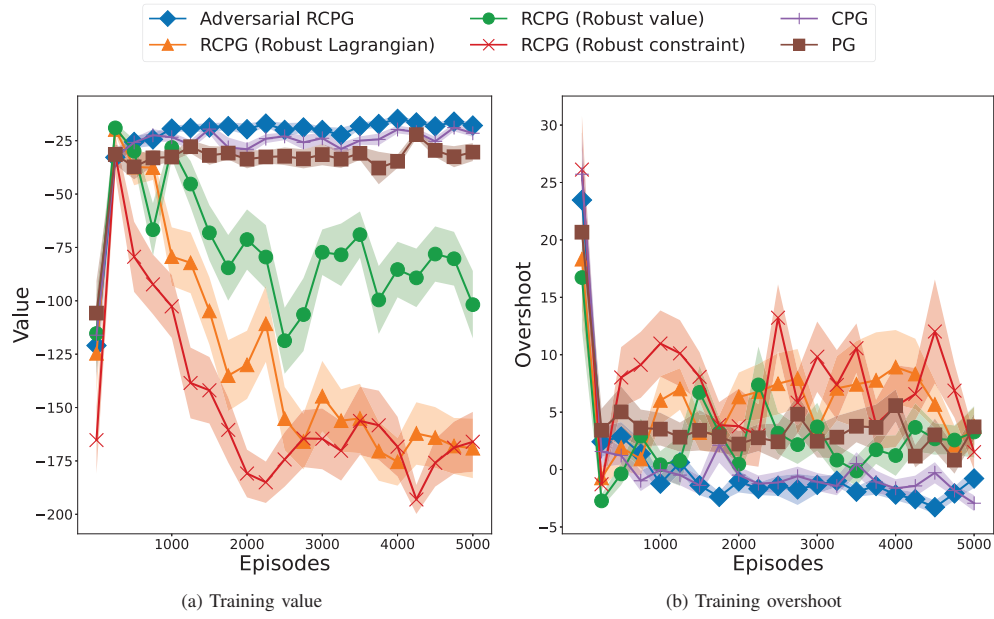 Adversarial RCPG
RCPG (Robust Lagrangian)
RCPG (Robust value)
RCPG (Robust constraint)
CPG
PG
Value
−25
−50
−75
−100
−125
−150
−175
−200
1000
2000
3000
4000
5000
Episodes
(a) Training value
Overshoot
30
25
20
15
10
5
0
−5
1000
2000
3000
4000
5000
Episodes
(b) Training overshoot